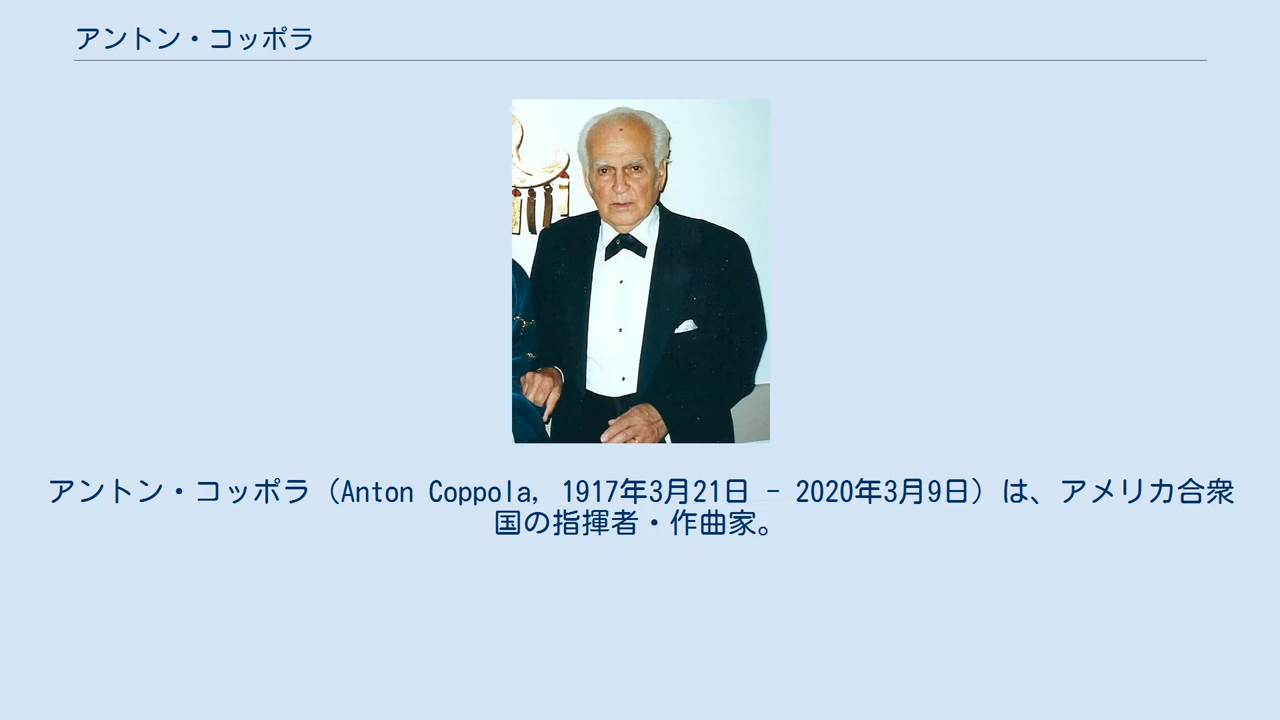 アントン・コッポラ
アントン・コッポラ（Anton Coppola, 1917年3月21日 - 2020年3月9日）は、アメリカ合衆
国の指揮者・作曲家。